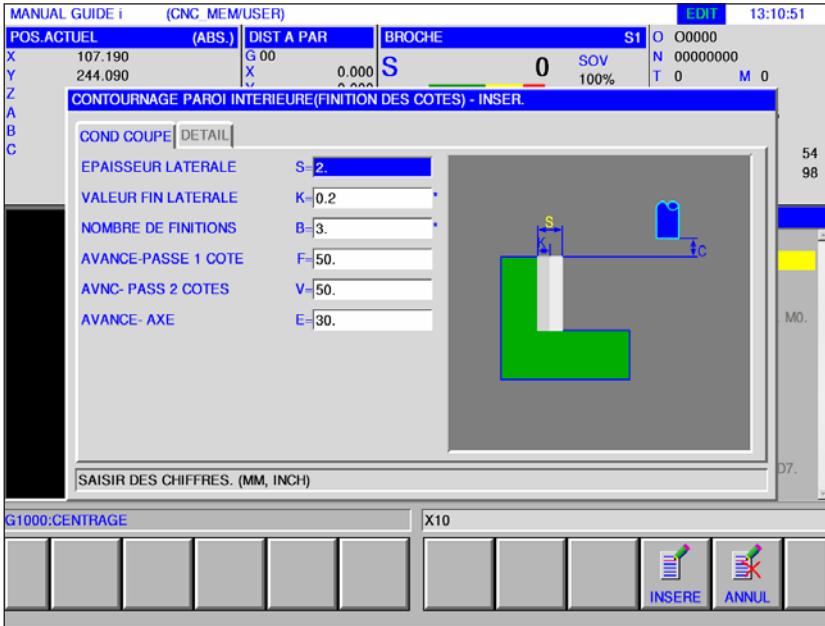 MANUAL GUIDE i (CNC_MEM/USER) EDIT 13:10:51
POS.ACTUEL (ABS.) DIST A PAR BROCHE S1 O O0000
X 107.190 G 00 S 0 SOV N 00000000
Y 244.090 X 0.000 100% T 0 M 0
Z
A
B
C
54
98
CONTOURNAGE PAROI INTERIEURE(FINITION DES COTES) - INSER.
COND COUPE DETAIL
EPAISSEUR LATERALE S= 2.
VALEUR FIN LATERALE K= 0.2 *
NOMBRE DE FINITIONS B= 3. *
AVANCE-PASSE 1 COTE F= 50.
AVNC- PASS 2 COTES V= 50.
AVANCE- AXE E= 30.
S
K
C
M0.
D7.
SAISIR DES CHIFFRES. (MM, INCH)
G1000:CENTRAGE X10
INSERE ANNUL